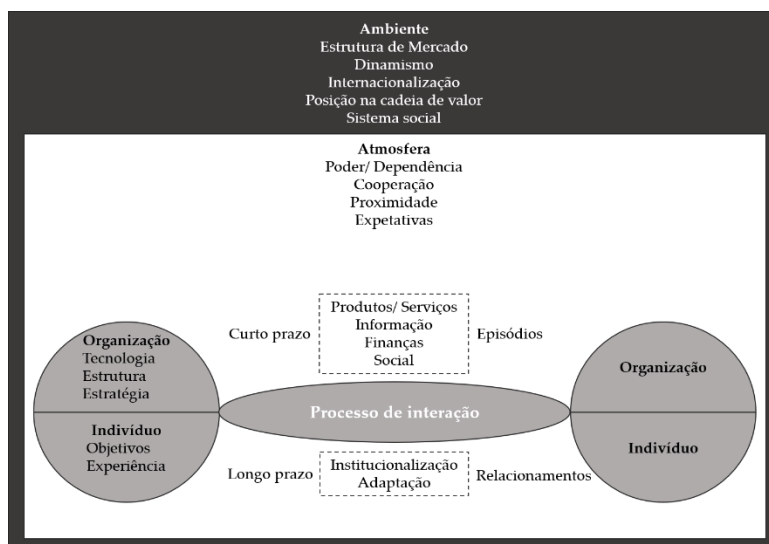 Ambiente
Estrutura de Mercado
Dinamismo
Internacionalização
Posição na cadeia de valor
Sistema social
Atmosfera
Poder/ Dependência
Cooperação
Proximidade
Expetativas
Organização
Tecnologia
Estrutura
Estratégia
Indivíduo
Objetivos
Experiência
Curto prazo
Produtos/ Serviços
Informação
Finanças
Social
Episódios
Processo de interação
Longo prazo
Institucionalização
Adaptação
Relacionamentos
Organização
Indivíduo